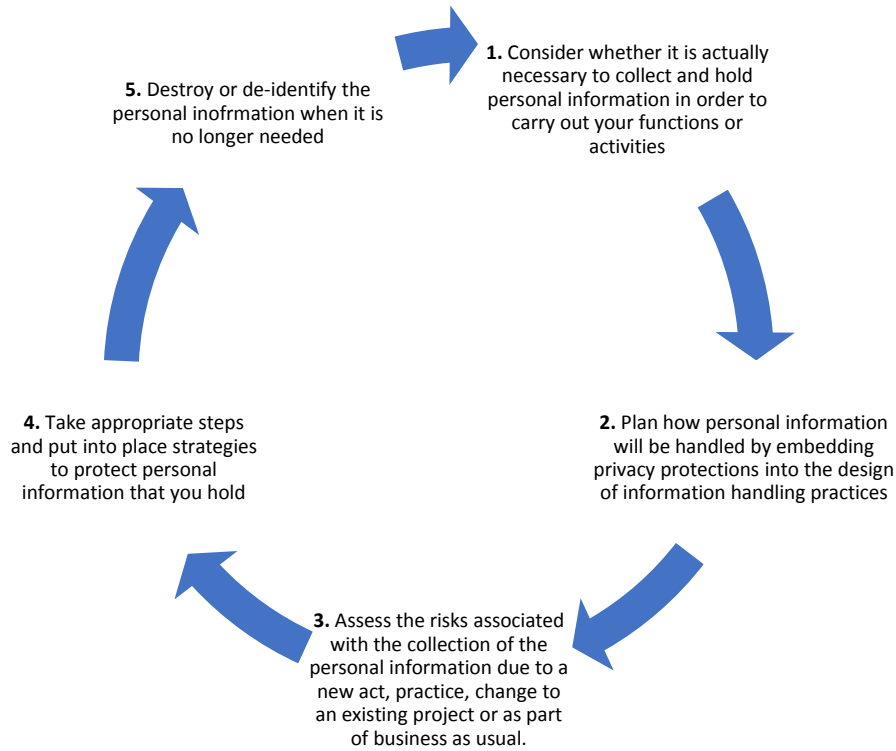 1. Consider whether it is actually
necessary to collect and hold
personal information in order to
carry out your functions or
activities
2. Plan how personal information
will be handled by embedding
privacy protections into the design
of information handling practices
3. Assess the risks associated
with the collection of the
personal information due to a
new act, practice, change to
an existing project or as part
of business as usual.
4. Take appropriate steps
and put into place strategies
to protect personal
information that you hold
5. Destroy or de-identify the
personal inofrmation when it is
no longer needed